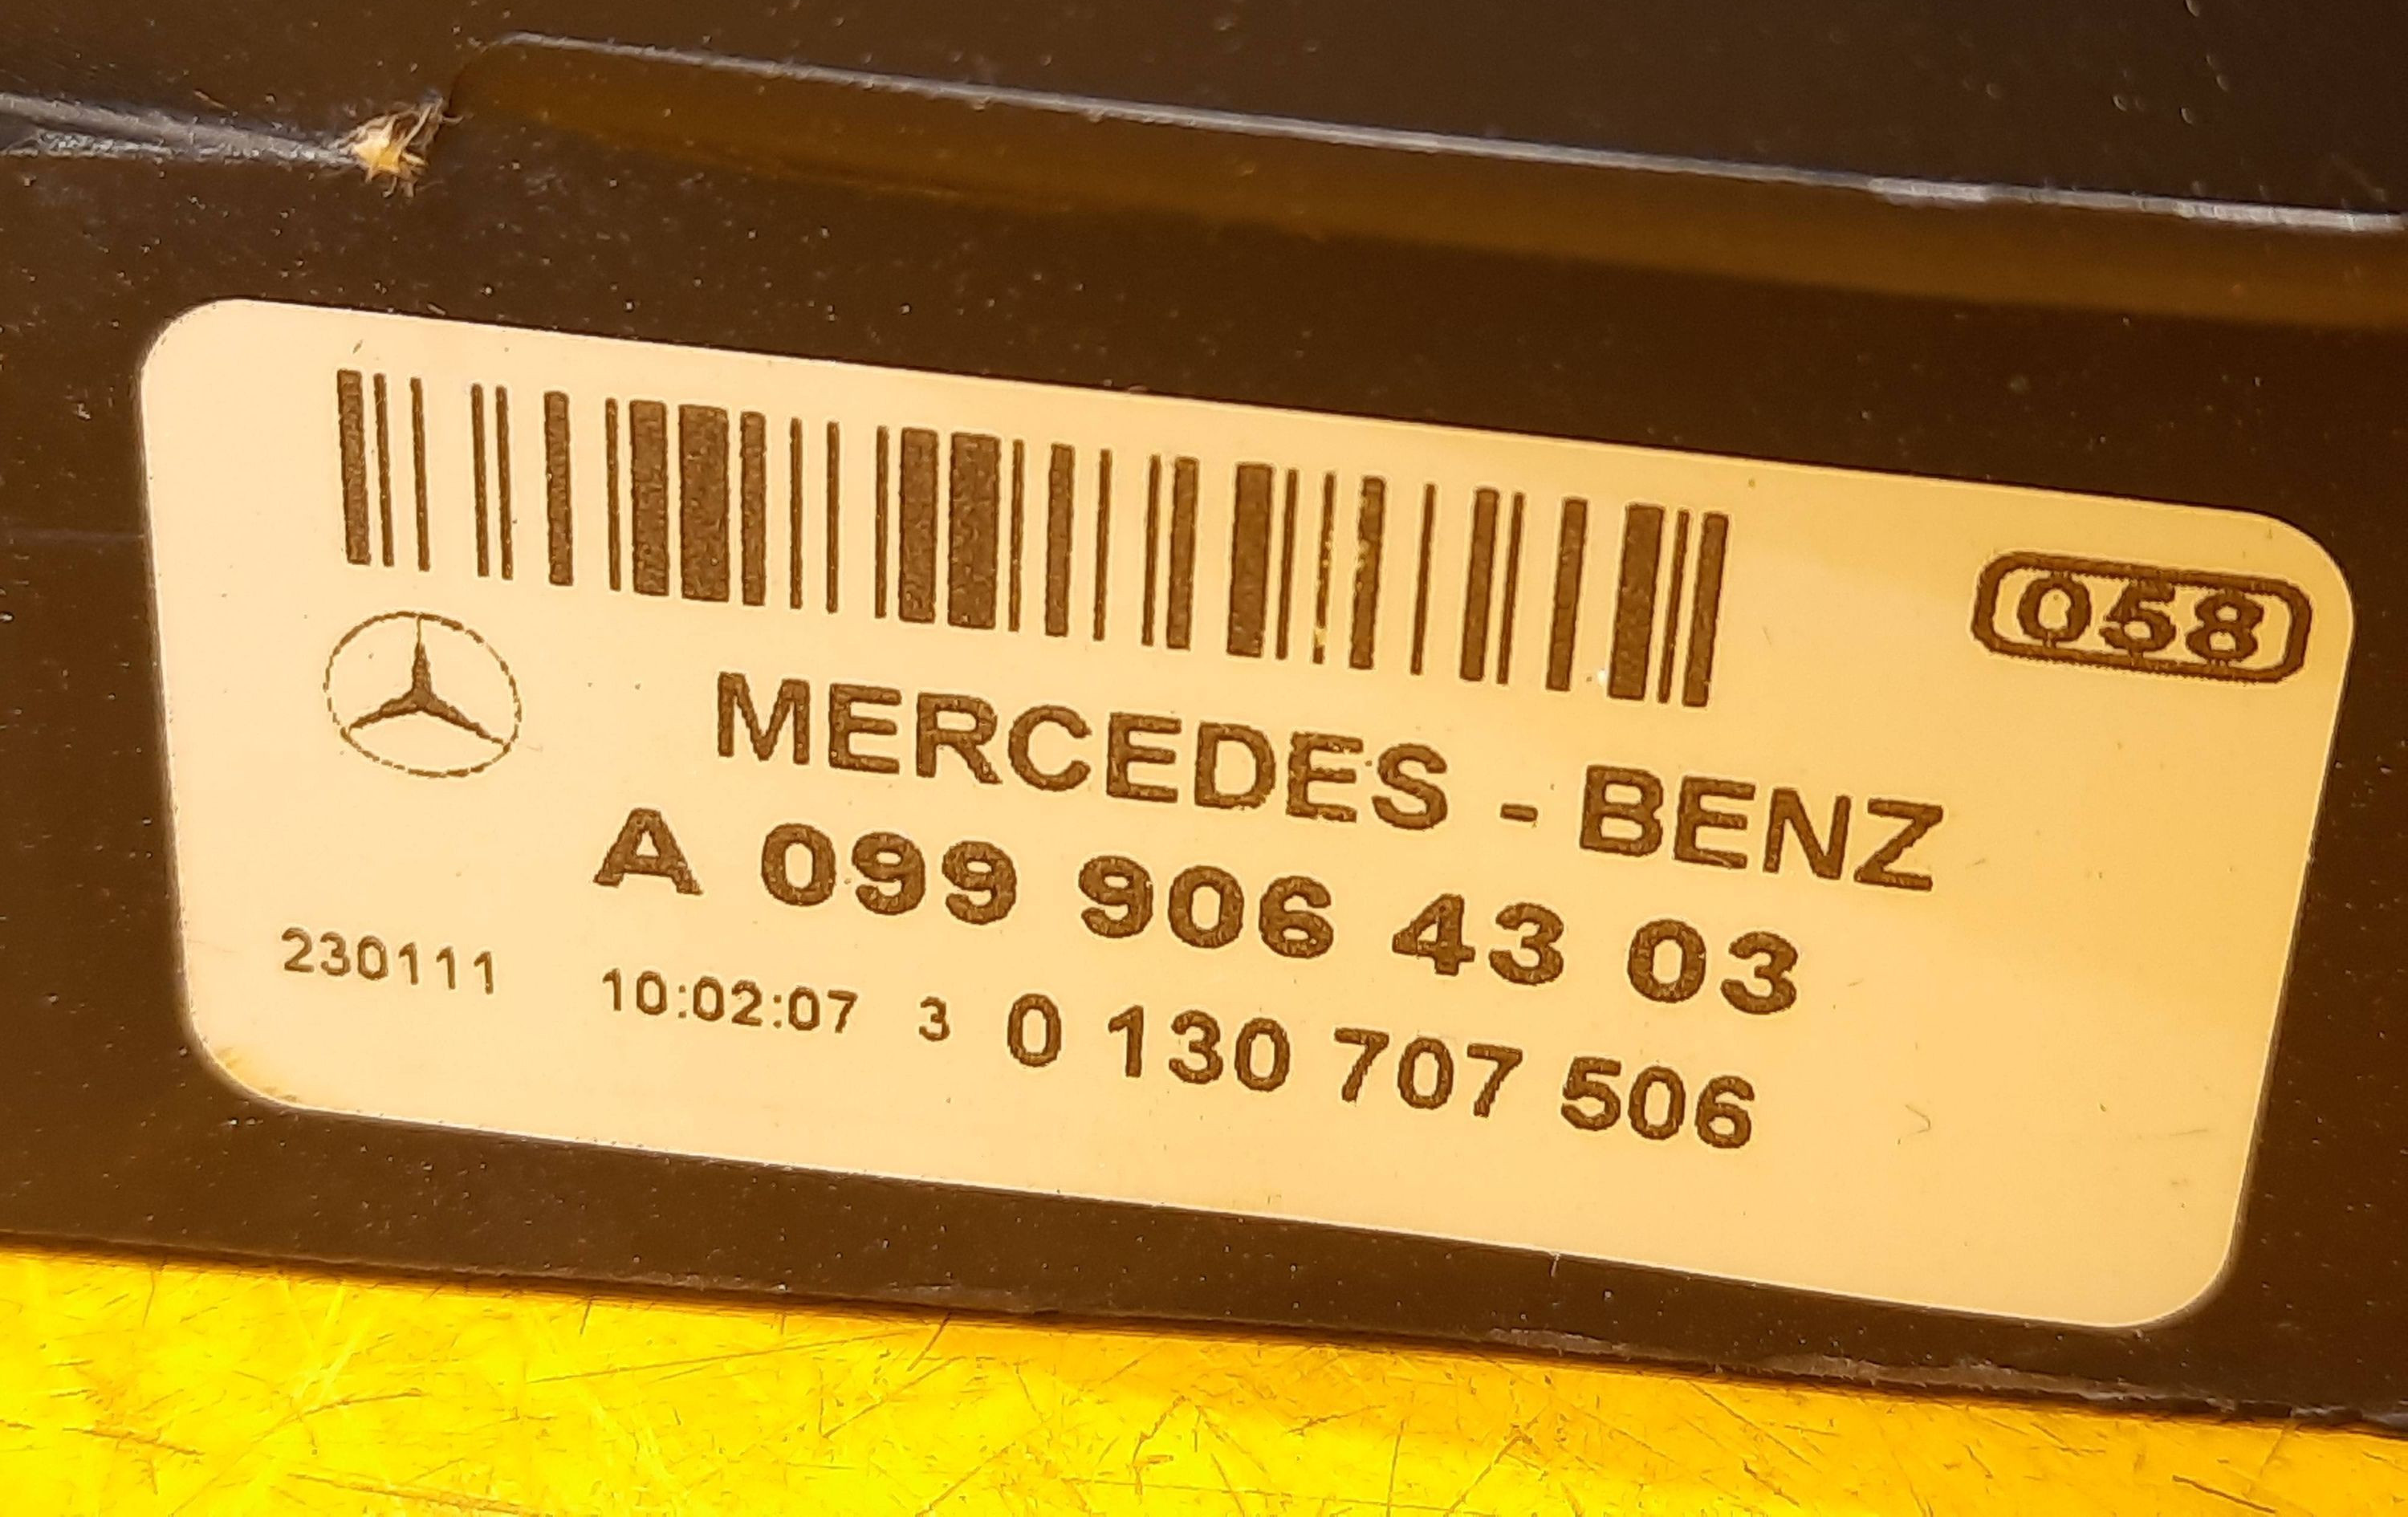 058
MERCEDES - BENZ
A 099 906 43 03
230111 10:02:07 3 0 130 707 506